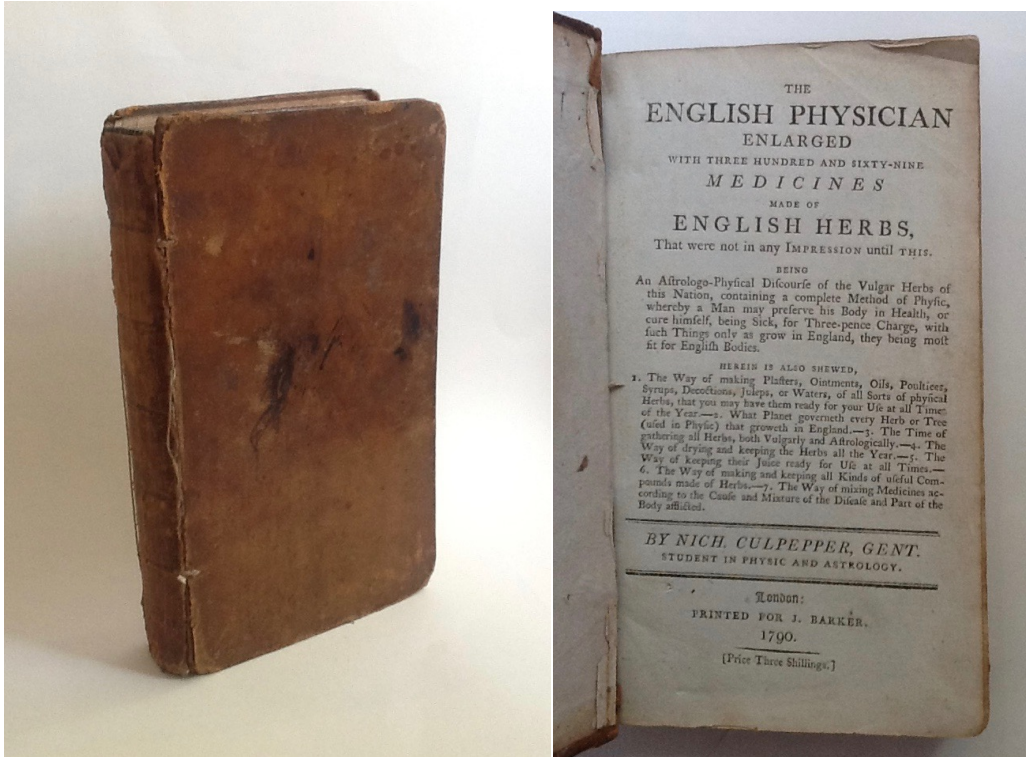 THE
ENGLISH PHYSICIAN
ENLARGED
WITH THREE HUNDRED AND SIXTY-NINE
MEDICINES
MADE OF
ENGLISH HERBS,
That were not in any IMPRESSION until THIS.
BEING
An Aſtrologo-Phyſical Diſcourſe of the Vulgar Herbs of
this Nation, containing a complete Method of Phyſic,
whereby a Man may preſerve his Body in Health, or
cure himſelf, being Sick, for Three-pence Charge, with
ſuch Things only as grow in England, they being moſt
fit for Engliſh Bodies.
HEREIN IS ALSO SHEWED,
1. The Way of making Plaſters, Ointments, Oils, Poultices,
Syrups, Decoctions, Juleps, or Waters, of all Sorts of phyſical
Herbs, that you may have them ready for your Uſe at all Times
of the Year.—2. What Planet governeth every Herb or Tree
(uſed in Phyſic) that groweth in England.—3. The Time of
gathering all Herbs, both Vulgarly and Aſtrologically.—4. The
Way of drying and keeping the Herbs all the Year.—5. The
Way of keeping their Juice ready for Uſe at all Times.—
6. The Way of making and keeping all Kinds of uſeful Com-
pounds made of Herbs.—7. The Way of mixing Medicines ac-
cording to the Cauſe and Mixture of the Diſeaſe and Part of the
Body afflicted.
BY NICH. CULPEPPER, GENT.
STUDENT IN PHYSIC AND ASTROLOGY.
London:
PRINTED FOR J. BARKER.
1790.
[Price Three Shillings.]